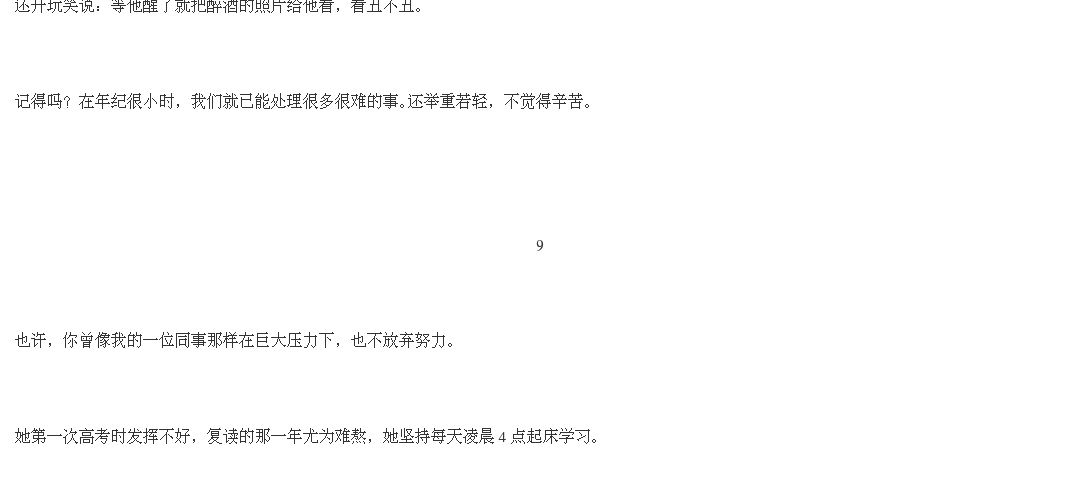 还开玩笑说：等他醒了就把醉酒的照片给他看，看丑不丑。
记得吗？在年纪很小时，我们就已能处理很多很难的事。还举重若轻，不觉得辛苦。
9
也许，你曾像我的一位同事那样在巨大压力下，也不放弃努力。
她第一次高考时发挥不好，复读的那一年尤为难熬，她坚持每天凌晨 4 点起床学习。